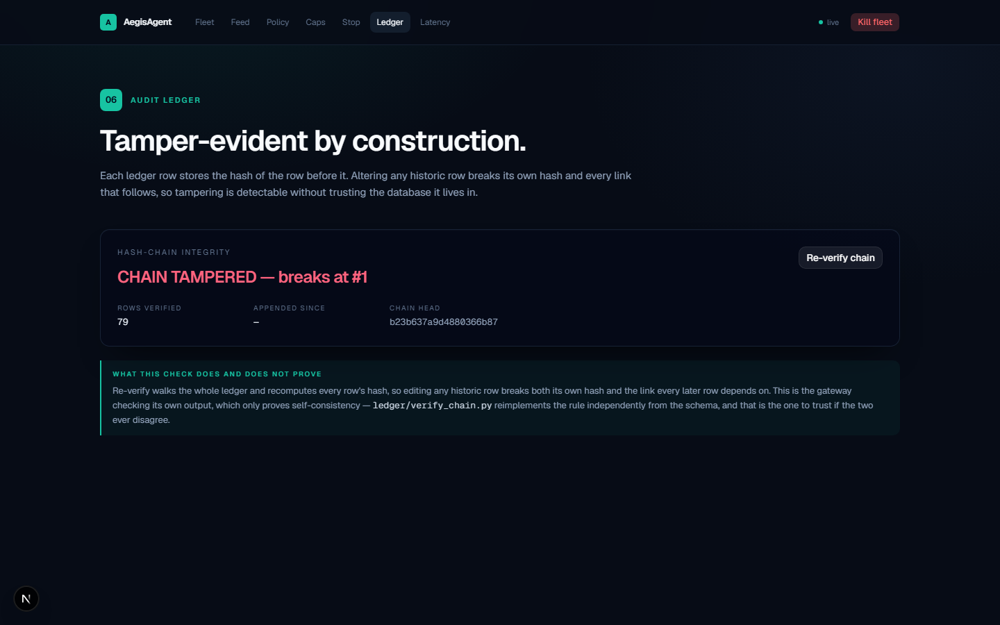 A AegisAgent Fleet Feed Policy Caps Stop Ledger Latency live Kill fleet
06 AUDIT LEDGER
Tamper-evident by construction.
Each ledger row stores the hash of the row before it. Altering any historic row breaks its own hash and every link
that follows, so tampering is detectable without trusting the database it lives in.
HASH-CHAIN INTEGRITY
Re-verify chain
CHAIN TAMPERED — breaks at #1
ROWS VERIFIED APPENDED SINCE CHAIN HEAD
79 – b23b637a9d4880366b87
WHAT THIS CHECK DOES AND DOES NOT PROVE
Re-verify walks the whole ledger and recomputes every row's hash, so editing any historic row breaks both its own hash and the link every later row depends on. This is the gateway
checking its own output, which only proves self-consistency — ledger/verify_chain.py reimplements the rule independently from the schema, and that is the one to trust if the two
ever disagree.
N